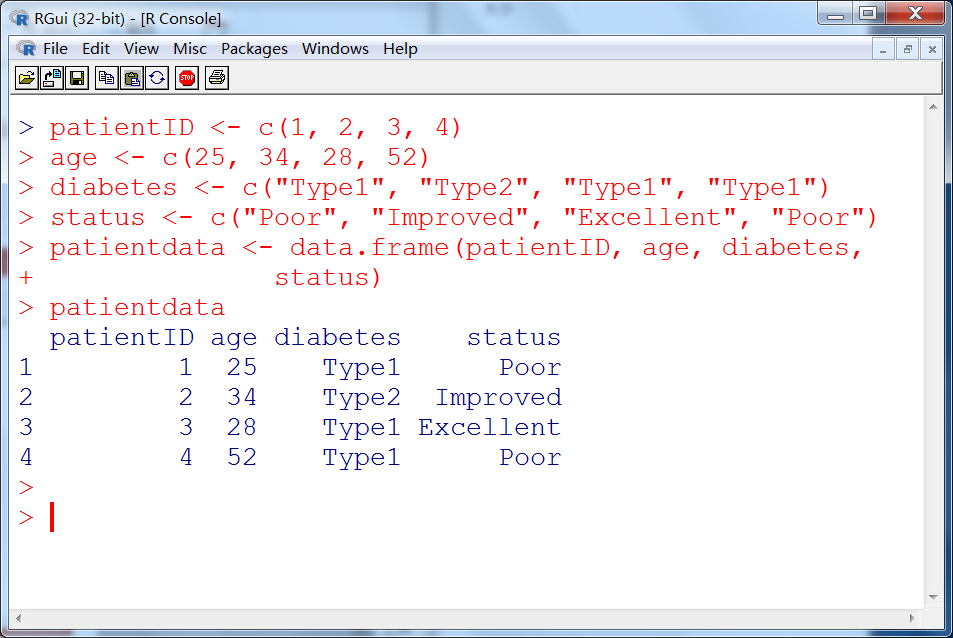 RGui (32-bit) - [R Console]
File Edit View Misc Packages Windows Help
STOP
> patientID <- c(1, 2, 3, 4)
> age <- c(25, 34, 28, 52)
> diabetes <- c("Type1", "Type2", "Type1", "Type1")
> status <- c("Poor", "Improved", "Excellent", "Poor")
> patientdata <- data.frame(patientID, age, diabetes,
+               status)
> patientdata
  patientID age diabetes    status
1         1  25    Type1      Poor
2         2  34    Type2  Improved
3         3  28    Type1 Excellent
4         4  52    Type1      Poor
>
>